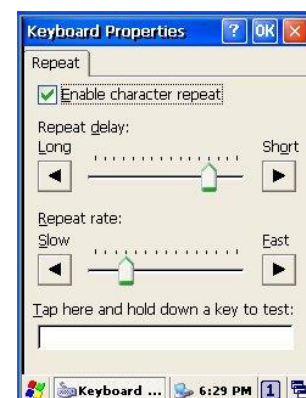 Keyboard Properties ? OK ×
Repeat
Enable character repeat
Repeat delay:
Long Short
Repeat rate:
Slow Fast
Tap here and hold down a key to test:
Keyboard ... 6:29 PM 1